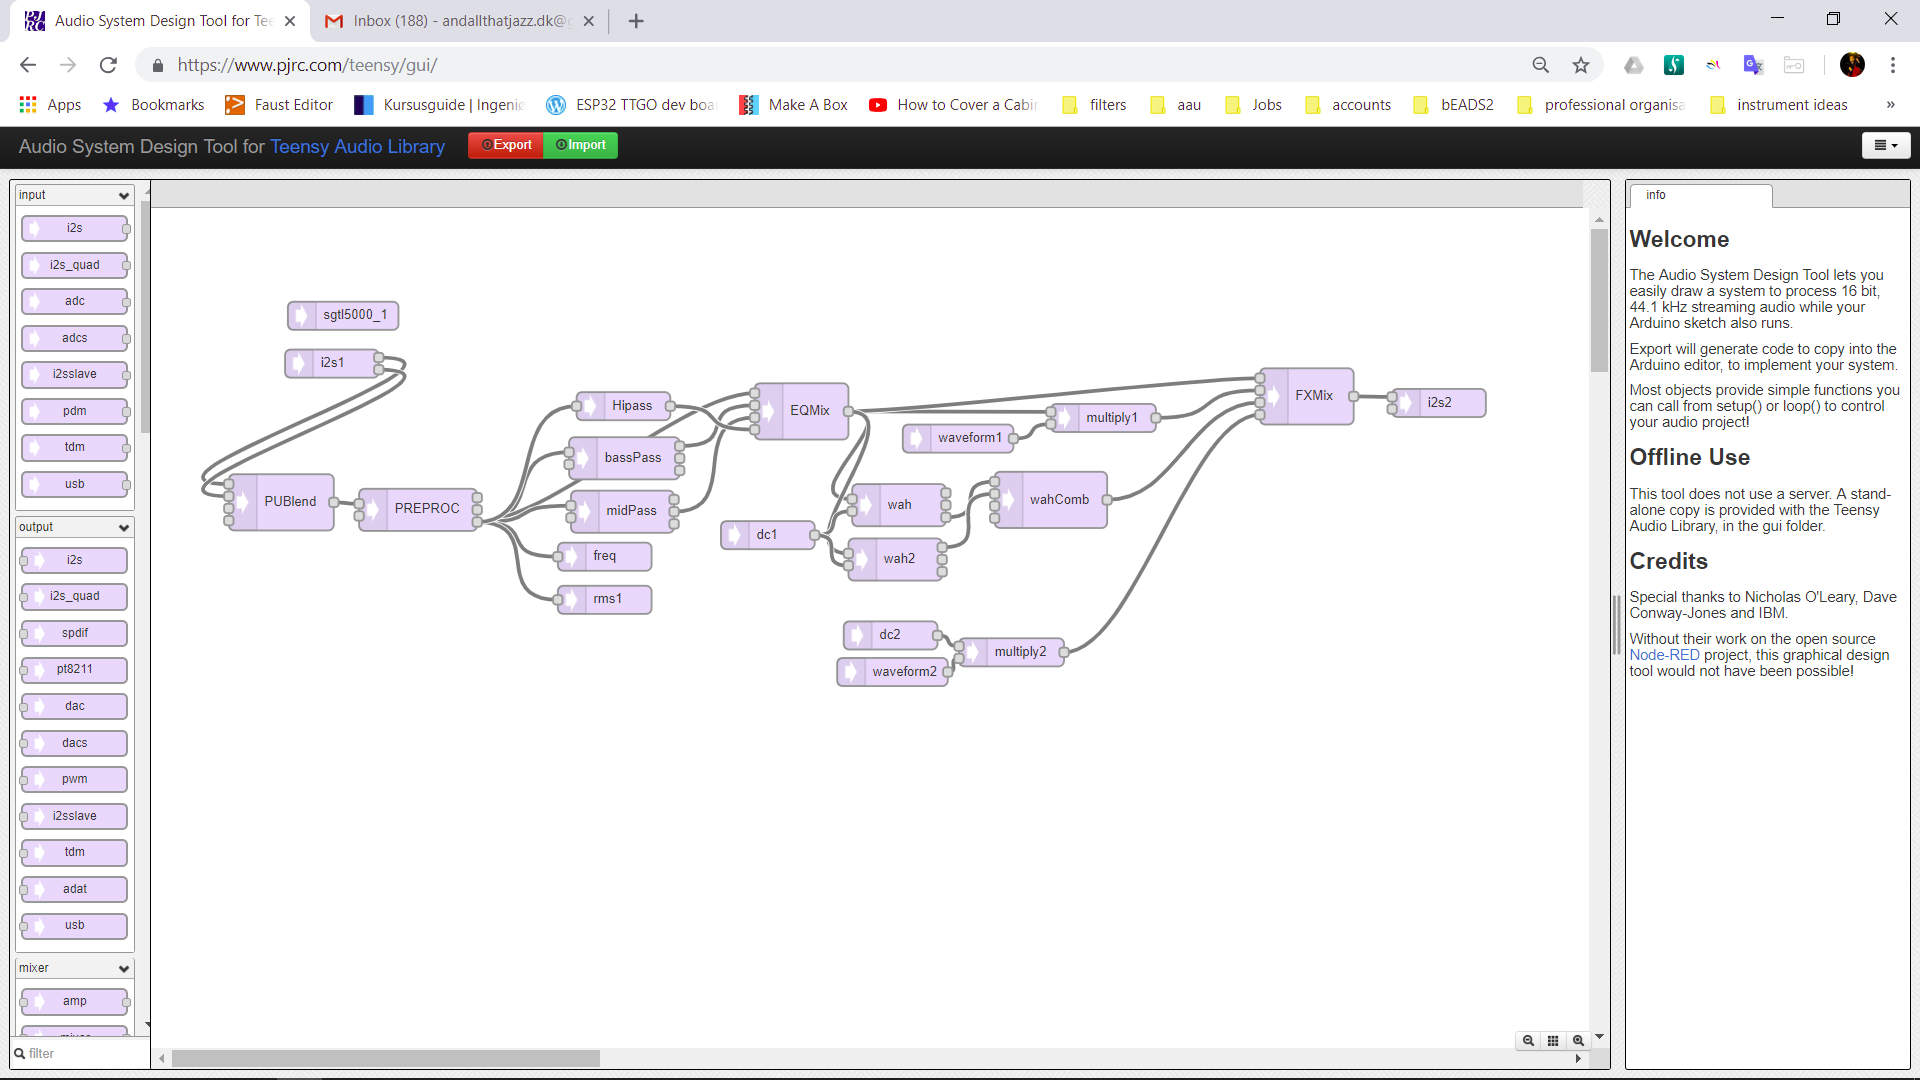 Audio System Design Tool for Tee
Inbox (188) - andallthatjazz.dk@g
https://www.pjrc.com/teensy/gui/
Apps
Bookmarks
Faust Editor
Kursusguide | Ingeniø
ESP32 TTGO dev boar
Make A Box
How to Cover a Cabin
filters
aau
Jobs
accounts
bEADS2
professional organisa
instrument ideas
»
Audio System Design Tool for Teensy Audio Library
Export
Import
input
i2s
i2s_quad
adc
adcs
i2sslave
pdm
tdm
usb
output
i2s
i2s_quad
spdif
pt8211
dac
dacs
pwm
i2sslave
tdm
adat
usb
mixer
amp
mixer
filter
sgtl5000_1
i2s1
PUBlend
PREPROC
Hipass
bassPass
midPass
freq
rms1
EQMix
waveform1
multiply1
dc1
wah
wah2
wahComb
dc2
waveform2
multiply2
FXMix
i2s2
info
Welcome
The Audio System Design Tool lets you
easily draw a system to process 16 bit,
44.1 kHz streaming audio while your
Arduino sketch also runs.
Export will generate code to copy into the
Arduino editor, to implement your system.
Most objects provide simple functions you
can call from setup() or loop() to control
your audio project!
Offline Use
This tool does not use a server. A stand-
alone copy is provided with the Teensy
Audio Library, in the gui folder.
Credits
Special thanks to Nicholas O'Leary, Dave
Conway-Jones and IBM.
Without their work on the open source
Node-RED project, this graphical design
tool would not have been possible!